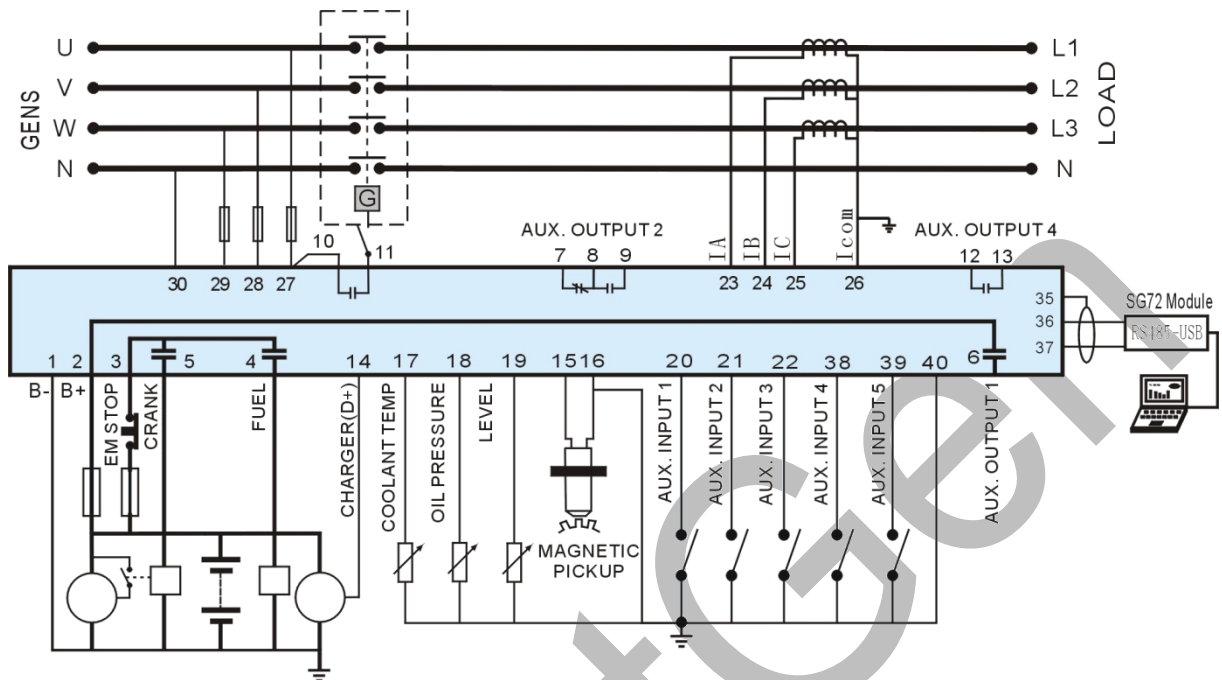 GENS
U
V
W
N
L1
L2
L3
N
LOAD
G
10
11
AUX. OUTPUT 2
7 8 9
IA
IB
IC
Icom
AUX. OUTPUT 4
12 13
30 29 28 27
23 24 25 26
35
36
37
SG72 Module
RS485-USB
1 2 3 5 4 14 17 18 19 15 16 20 21 22 38 39 40 6
B- B+
EM STOP
CRANK
FUEL
CHARGER(D+)
COOLANT TEMP
OIL PRESSURE
LEVEL
MAGNETIC
PICKUP
AUX. INPUT 1
AUX. INPUT 2
AUX. INPUT 3
AUX. INPUT 4
AUX. INPUT 5
AUX. OUTPUT 1